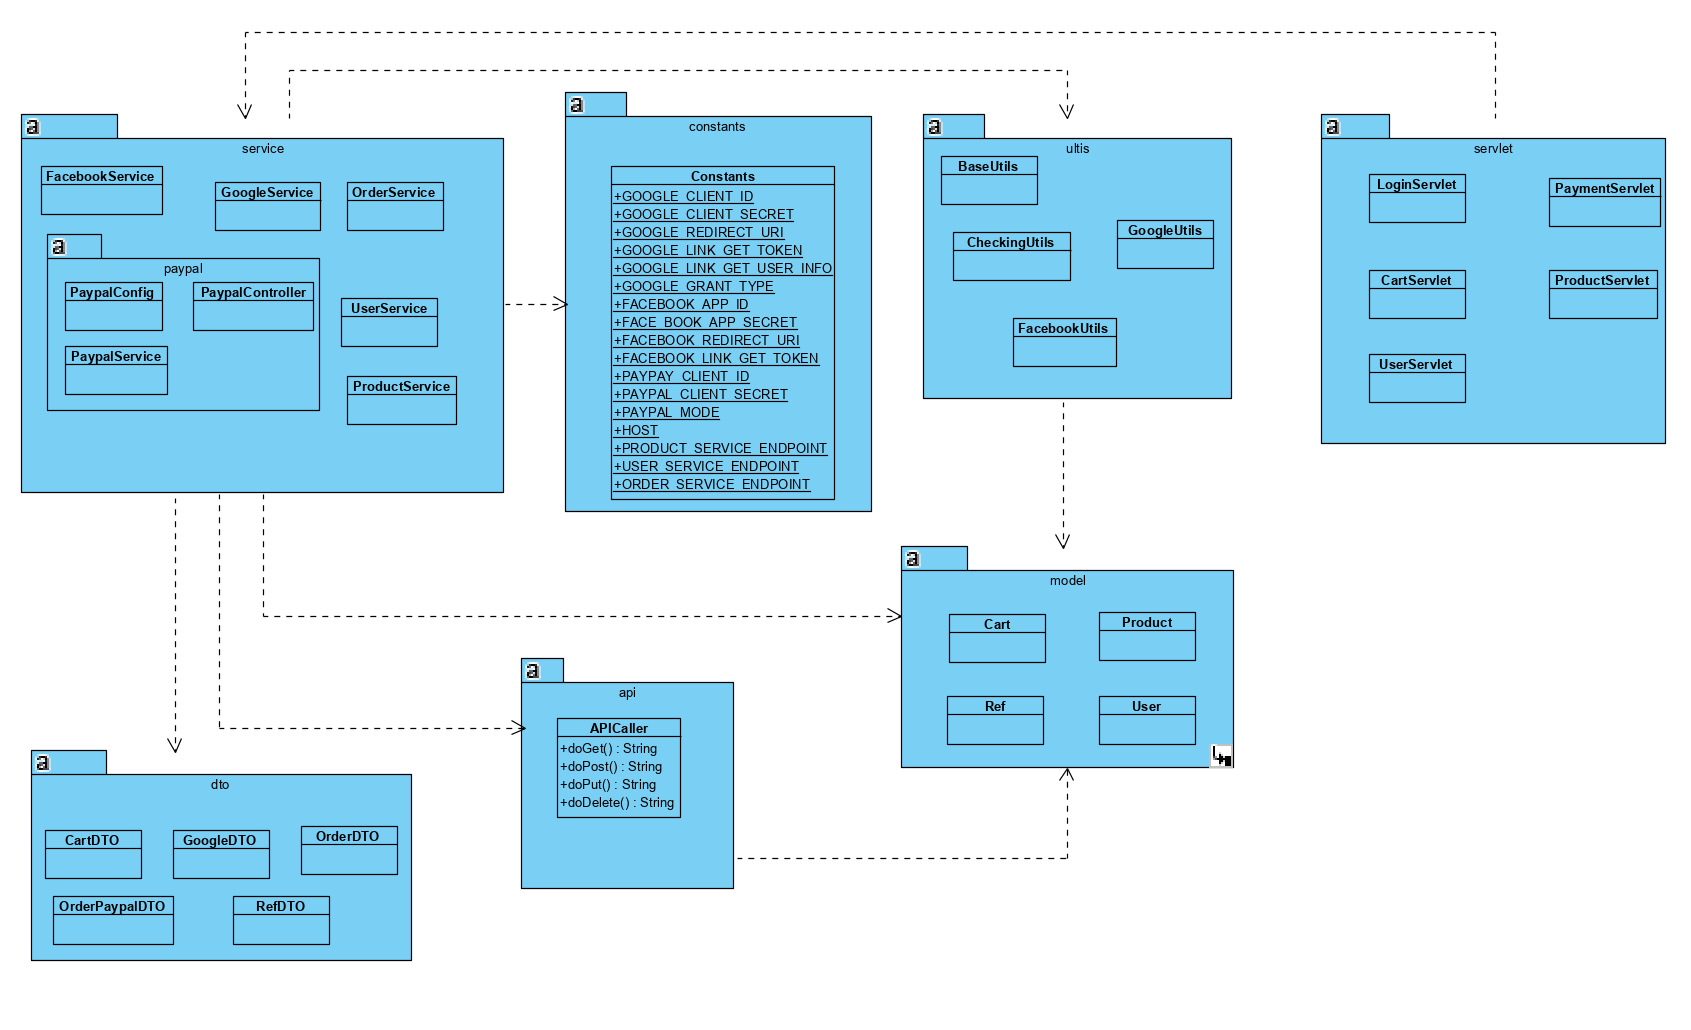 a
service
FacebookService
GoogleService
OrderService
a
paypal
PaypalConfig
PaypalController
PaypalService
UserService
ProductService
a
constants
Constants
+GOOGLE_CLIENT_ID
+GOOGLE_CLIENT_SECRET
+GOOGLE_REDIRECT_URI
+GOOGLE_LINK_GET_TOKEN
+GOOGLE_LINK_GET_USER_INFO
+GOOGLE_GRANT_TYPE
+FACEBOOK_APP_ID
+FACE_BOOK_APP_SECRET
+FACEBOOK_REDIRECT_URI
+FACEBOOK_LINK_GET_TOKEN
+PAYPAY_CLIENT_ID
+PAYPAL_CLIENT_SECRET
+PAYPAL_MODE
+HOST
+PRODUCT_SERVICE_ENDPOINT
+USER_SERVICE_ENDPOINT
+ORDER_SERVICE_ENDPOINT
a
ultis
BaseUtils
CheckingUtils
GoogleUtils
FacebookUtils
a
servlet
LoginServlet
PaymentServlet
CartServlet
ProductServlet
UserServlet
a
model
Cart
Product
Ref
User
a
api
APICaller
+doGet() : String
+doPost() : String
+doPut() : String
+doDelete() : String
a
dto
CartDTO
GoogleDTO
OrderDTO
OrderPaypalDTO
RefDTO